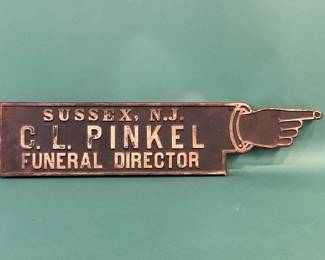 SUSSEX, N.J.
C. L. PINKEL
FUNERAL DIRECTOR